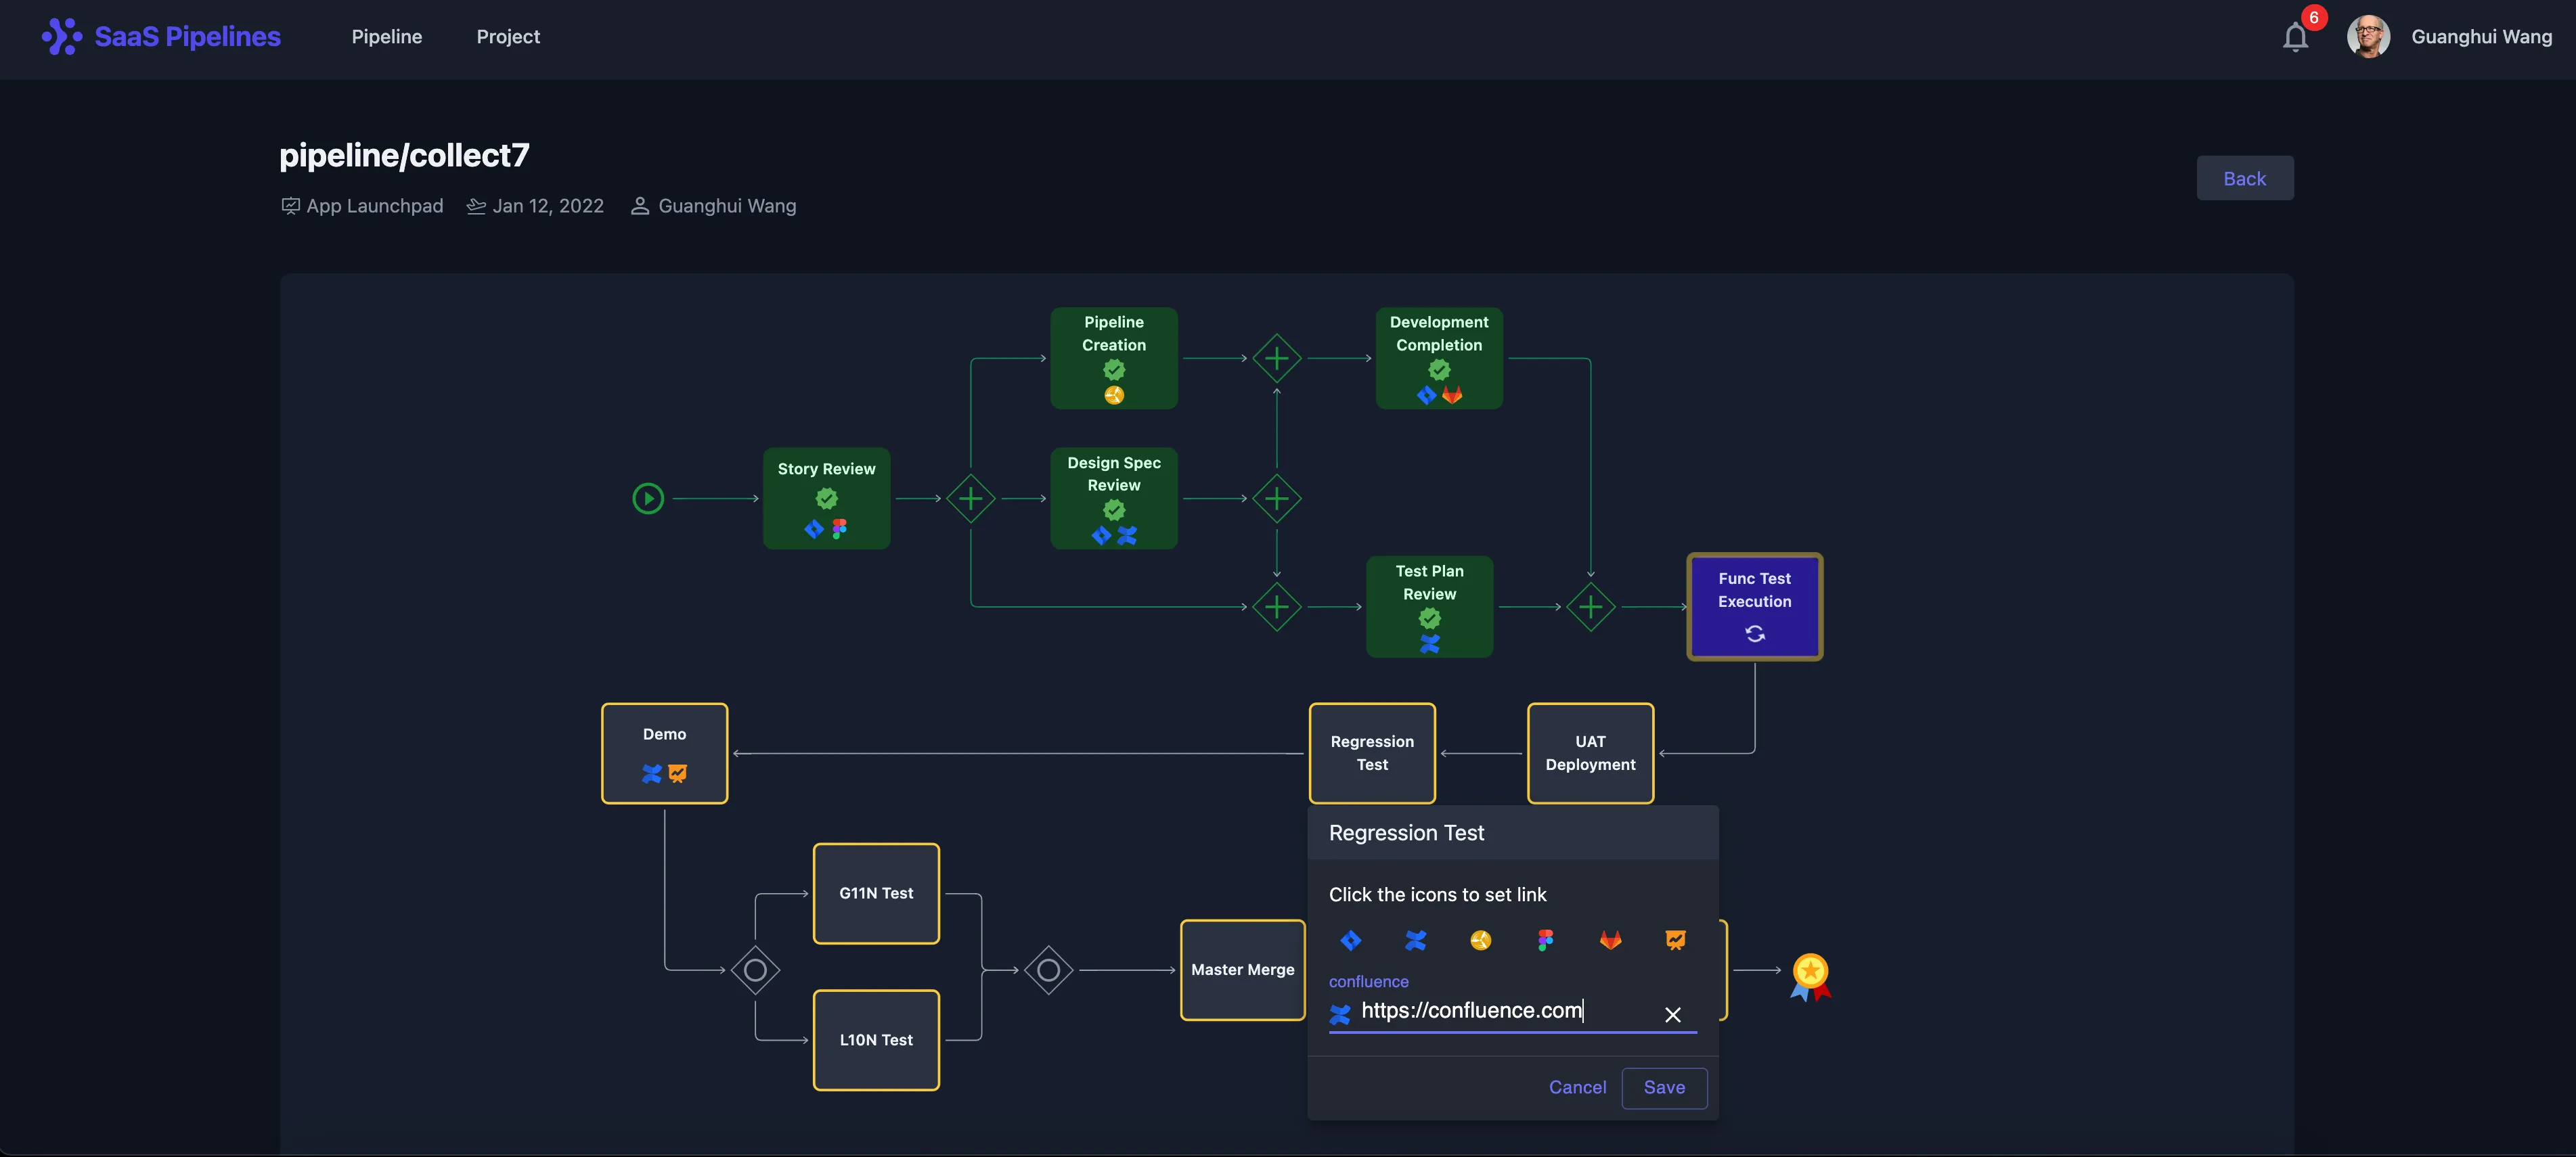 SaaS Pipelines
Pipeline
Project
6
Guanghui Wang
pipeline/collect7
Back
App Launchpad
Jan 12, 2022
Guanghui Wang
Pipeline
Creation
Development
Completion
Story Review
Design Spec
Review
Test Plan
Review
Func Test
Execution
Demo
Regression
Test
UAT
Deployment
Regression Test
Click the icons to set link
G11N Test
Master Merge
confluence
https://confluence.com
L10N Test
Cancel
Save